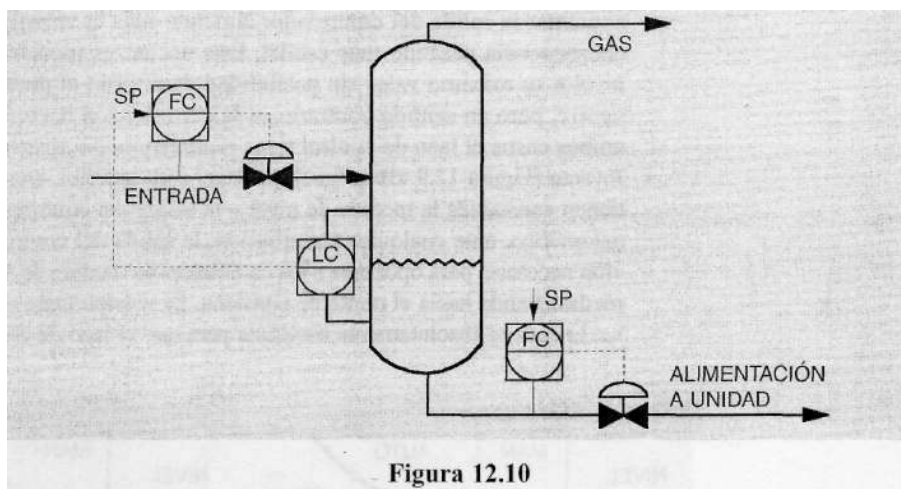 GAS
SP
FC
ENTRADA
LC
SP
FC
ALIMENTACIÓN
A UNIDAD
Figura 12.10